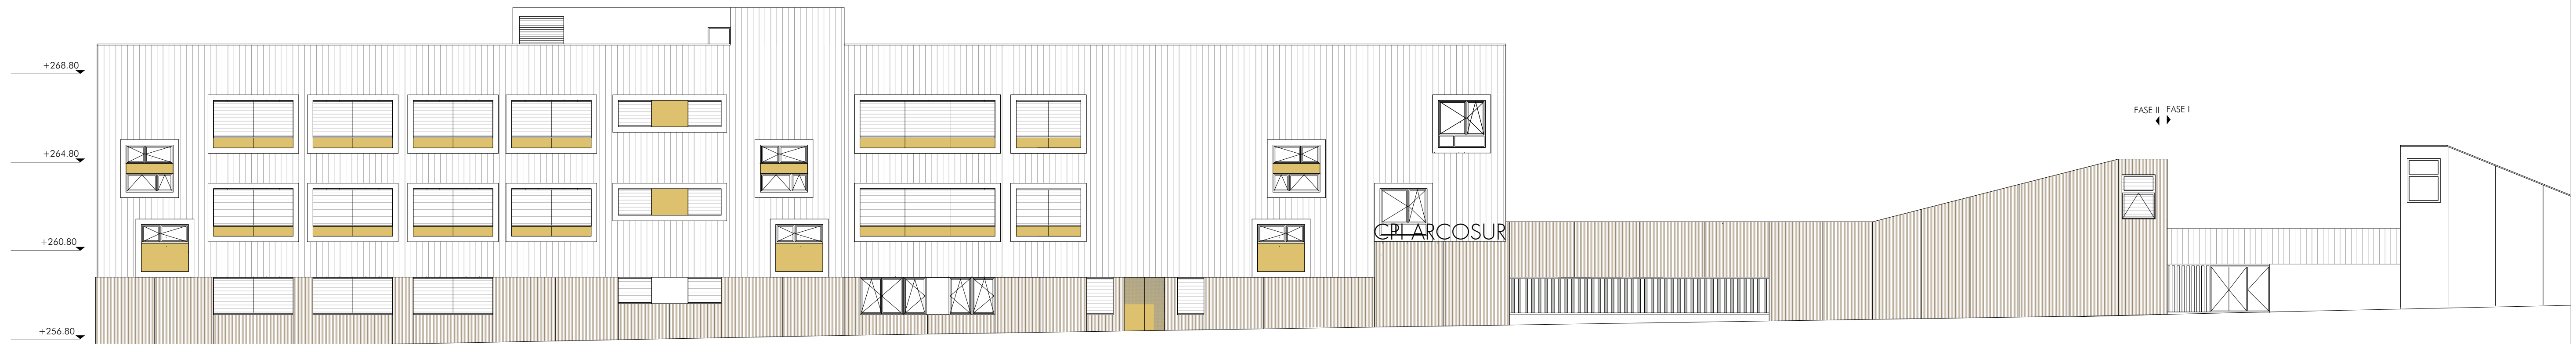 +268.80
FASE II FASE I
+264.80
+260.80
CPI ARCOSUR
+256.80